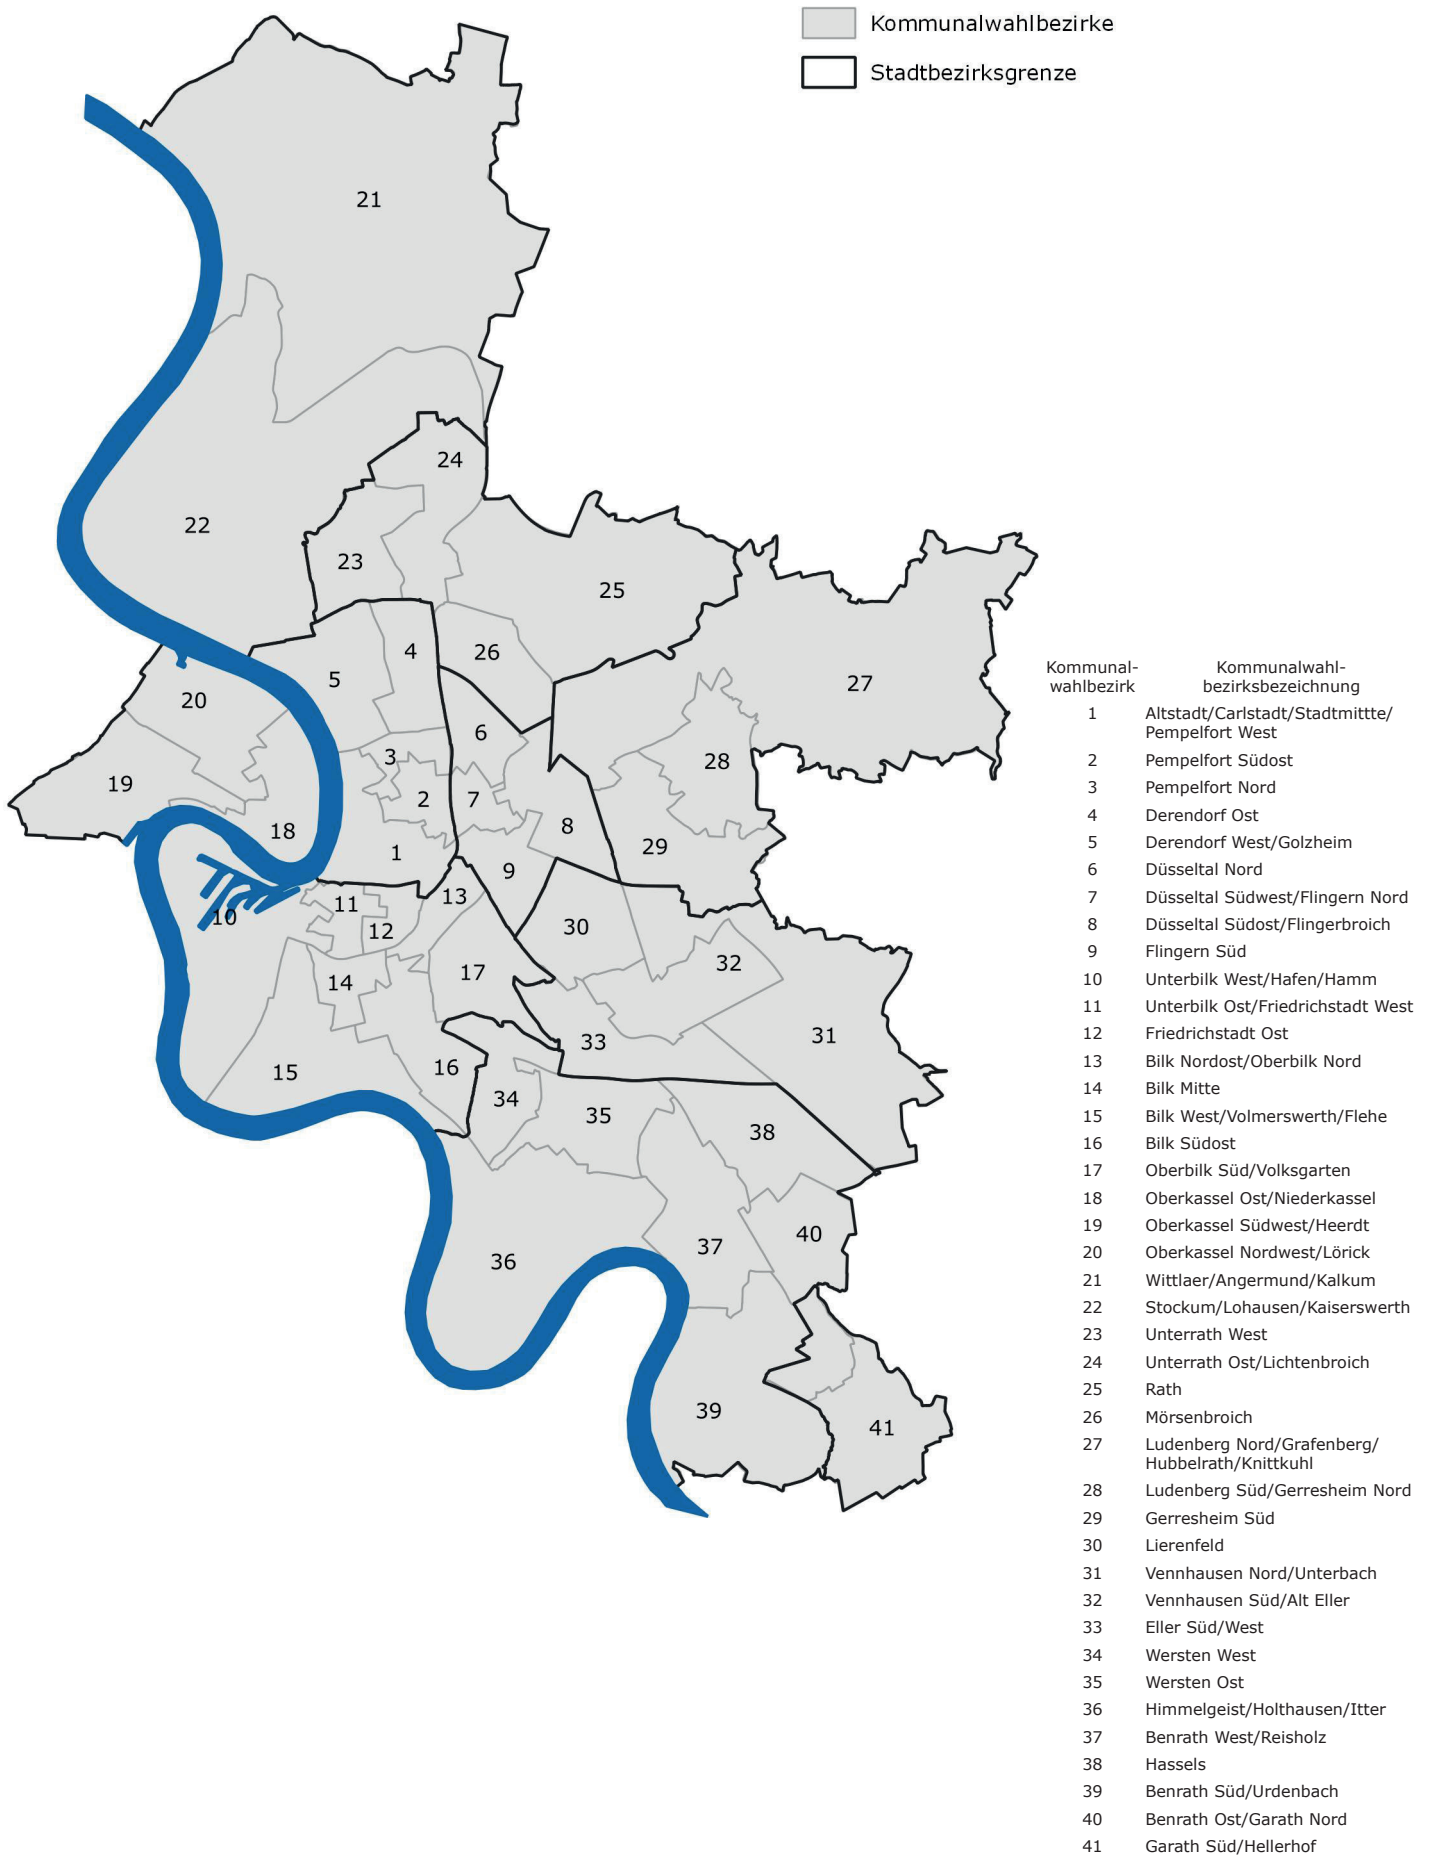 Kommunalwahlbezirke
Stadtbezirksgrenze
21
24
22
23
25
4
26
5
27
20
6
3
28
19
2
7
8
18
1
29
9
13
11
10
12
30
32
17
14
33
31
16
15
34
35
38
40
37
36
39
41
Kommunal-
wahlbezirk
Kommunalwahl-
bezirksbezeichnung
1 Altstadt/Carlstadt/Stadtmittte/
Pempelfort West
2 Pempelfort Südost
3 Pempelfort Nord
4 Derendorf Ost
5 Derendorf West/Golzheim
6 Düsseltal Nord
7 Düsseltal Südwest/Flingern Nord
8 Düsseltal Südost/Flingerbroich
9 Flingern Süd
10 Unterbilk West/Hafen/Hamm
11 Unterbilk Ost/Friedrichstadt West
12 Friedrichstadt Ost
13 Bilk Nordost/Oberbilk Nord
14 Bilk Mitte
15 Bilk West/Volmerswerth/Flehe
16 Bilk Südost
17 Oberbilk Süd/Volksgarten
18 Oberkassel Ost/Niederkassel
19 Oberkassel Südwest/Heerdt
20 Oberkassel Nordwest/Lörick
21 Wittlaer/Angermund/Kalkum
22 Stockum/Lohausen/Kaiserswerth
23 Unterrath West
24 Unterrath Ost/Lichtenbroich
25 Rath
26 Mörsenbroich
27 Ludenberg Nord/Grafenberg/
Hubbelrath/Knittkuhl
28 Ludenberg Süd/Gerresheim Nord
29 Gerresheim Süd
30 Lierenfeld
31 Vennhausen Nord/Unterbach
32 Vennhausen Süd/Alt Eller
33 Eller Süd/West
34 Wersten West
35 Wersten Ost
36 Himmelgeist/Holthausen/Itter
37 Benrath West/Reisholz
38 Hassels
39 Benrath Süd/Urdenbach
40 Benrath Ost/Garath Nord
41 Garath Süd/Hellerhof